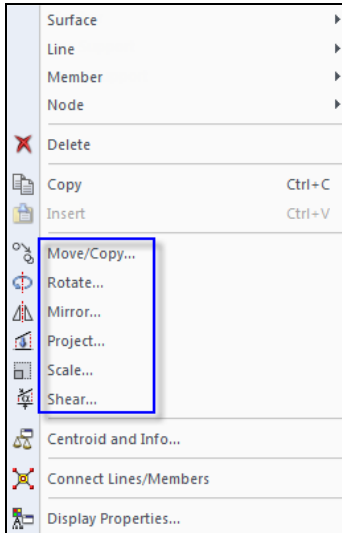 Surface
Line
Member
Node
Delete
Copy Ctrl+C
Insert Ctrl+V
Move/Copy...
Rotate...
Mirror...
Project...
Scale...
Shear...
Centroid and Info...
Connect Lines/Members
Display Properties...